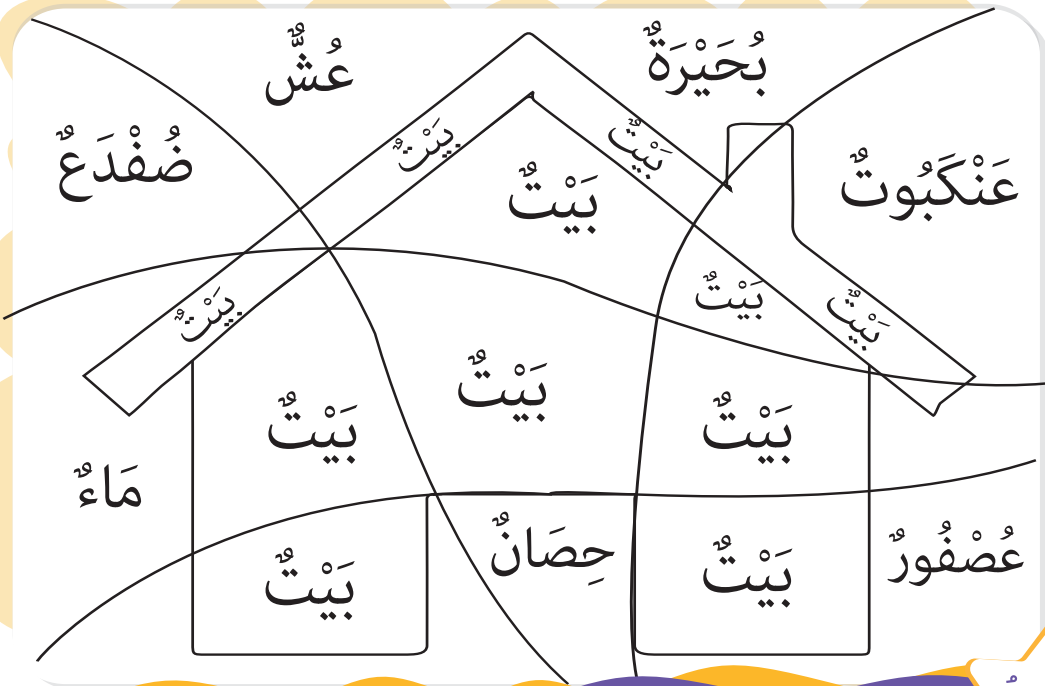 بُحَيْرَةٌ
عُشٌّ
عَنْكَبُوتٌ
بَيْتٌ
بَيْتٌ
بَيْتٌ
ضُفْدَعٌ
بَيْتٌ
بَيْتٌ
بَيْتٌ
بَيْتٌ
بَيْتٌ
بَيْتٌ
مَاءٌ
عُصْفُورٌ
بَيْتٌ
حِصَانٌ
بَيْتٌ